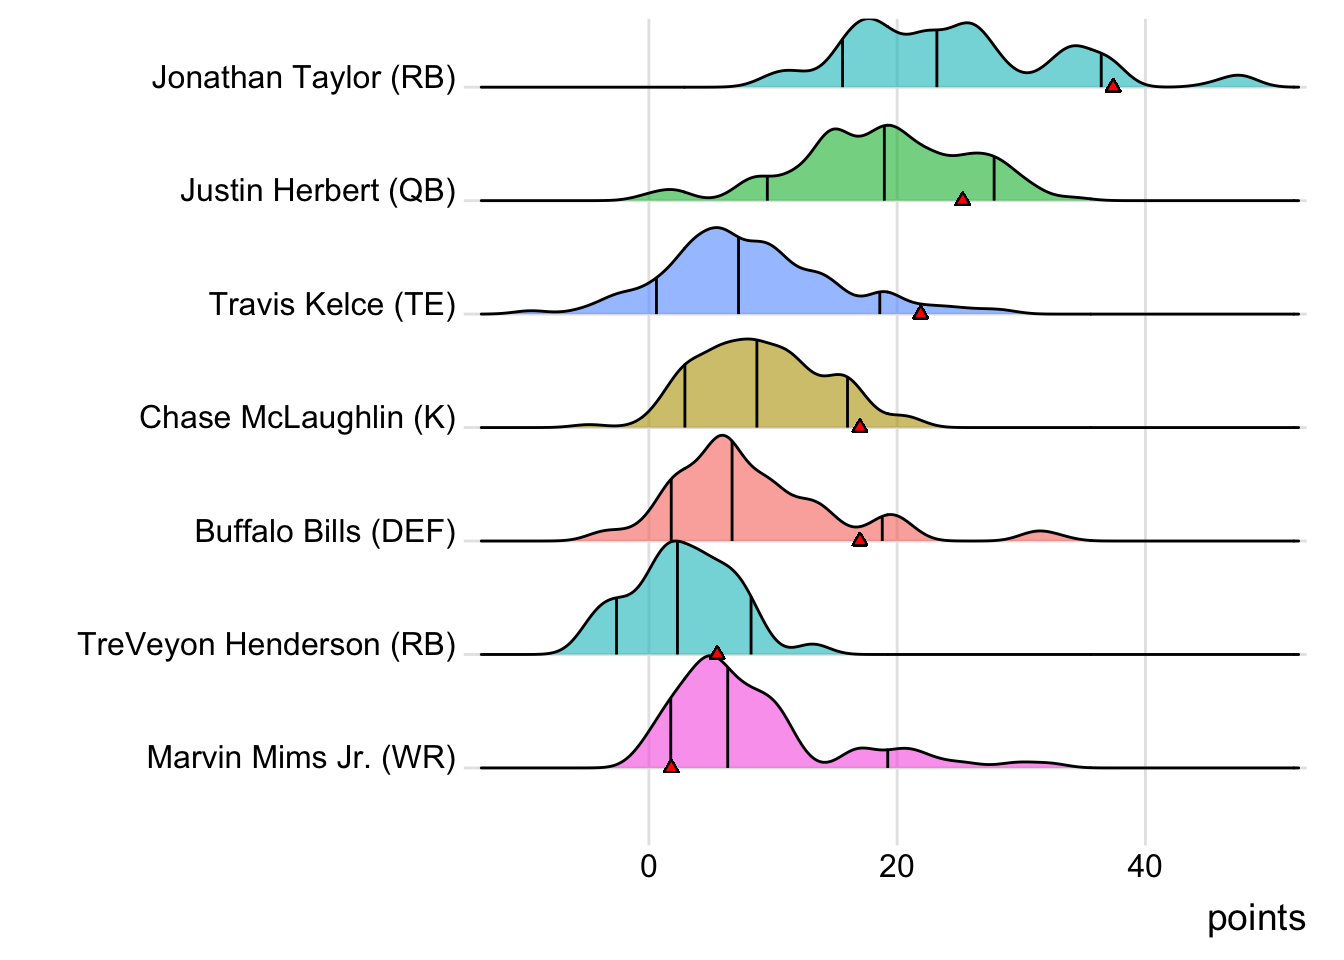 Jonathan Taylor (RB)
Justin Herbert (QB)
Travis Kelce (TE)
Chase McLaughlin (K)
Buffalo Bills (DEF)
TreVeyon Henderson (RB)
Marvin Mims Jr. (WR)
0 20 40
points